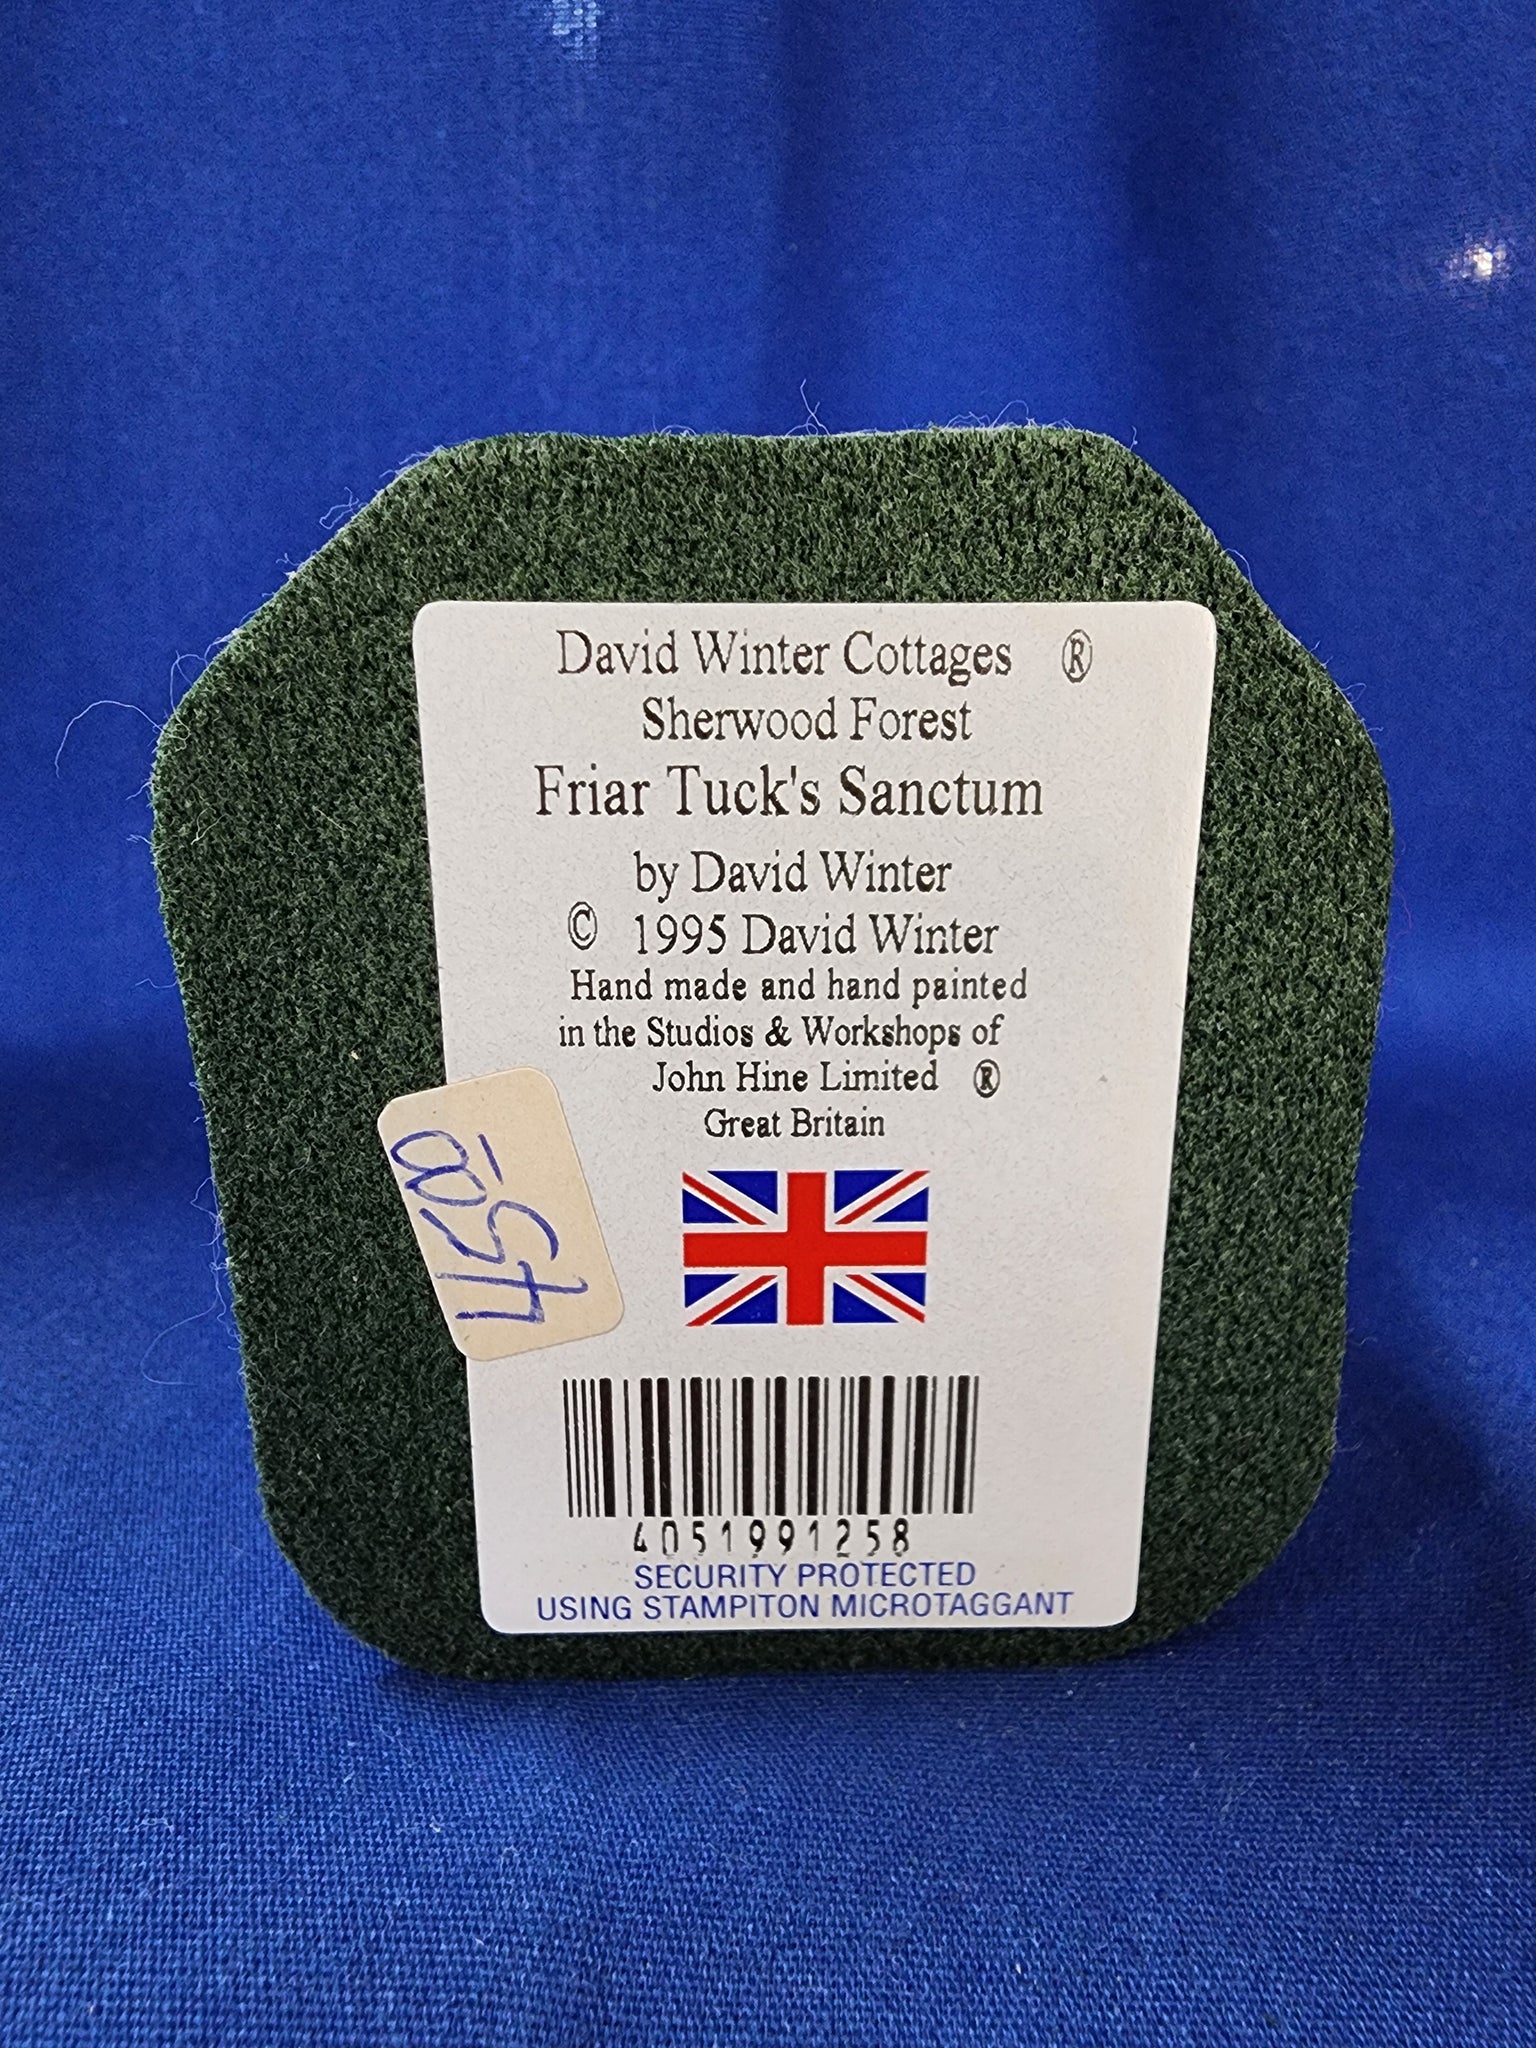 David Winter Cottages ®
Sherwood Forest
Friar Tuck's Sanctum
by David Winter
© 1995 David Winter
Hand made and hand painted
in the Studios & Workshops of
John Hine Limited ®
Great Britain
4500
4051991258
SECURITY PROTECTED
USING STAMPITON MICROTAGGANT